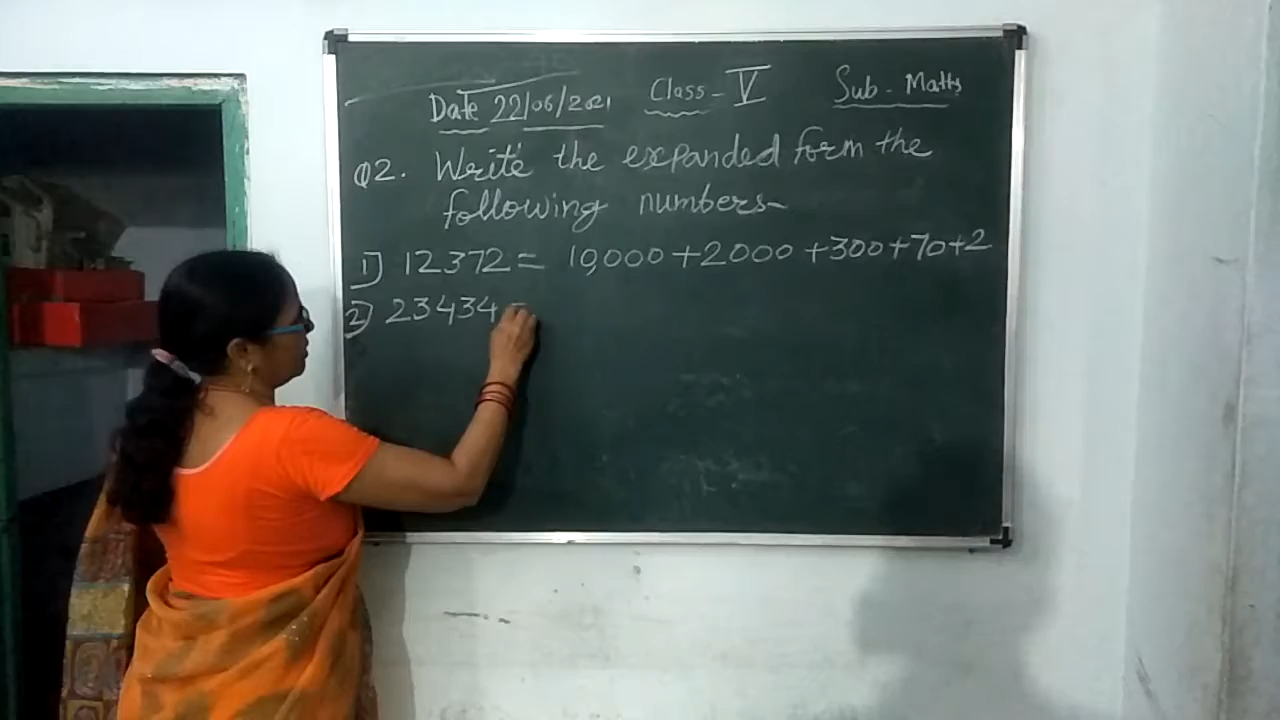 Date 22/06/2021 Class - V Sub - Maths
Q2. Write the expanded form the
following numbers -
1) 12372 = 10,000 + 2000 + 300 + 70 + 2
2) 23434 =